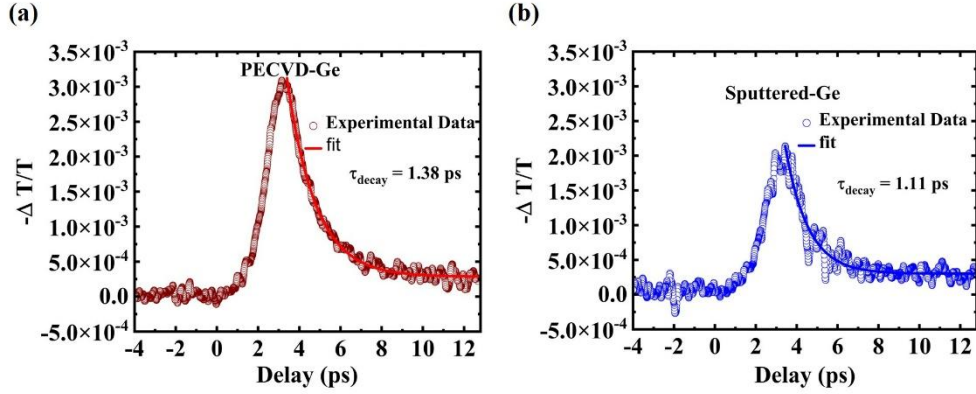 (a)
3.5×10⁻³
3.0×10⁻³
2.5×10⁻³
2.0×10⁻³
1.5×10⁻³
1.0×10⁻³
5.0×10⁻⁴
0.0
-5.0×10⁻⁴
-Δ T/T
PECVD-Ge
Experimental Data
fit
τdecay = 1.38 ps
-4 -2 0 2 4 6 8 10 12
Delay (ps)
(b)
3.5×10⁻³
3.0×10⁻³
2.5×10⁻³
2.0×10⁻³
1.5×10⁻³
1.0×10⁻³
5.0×10⁻⁴
0.0
-5.0×10⁻⁴
-Δ T/T
Sputtered-Ge
Experimental Data
fit
τdecay = 1.11 ps
-4 -2 0 2 4 6 8 10 12
Delay (ps)